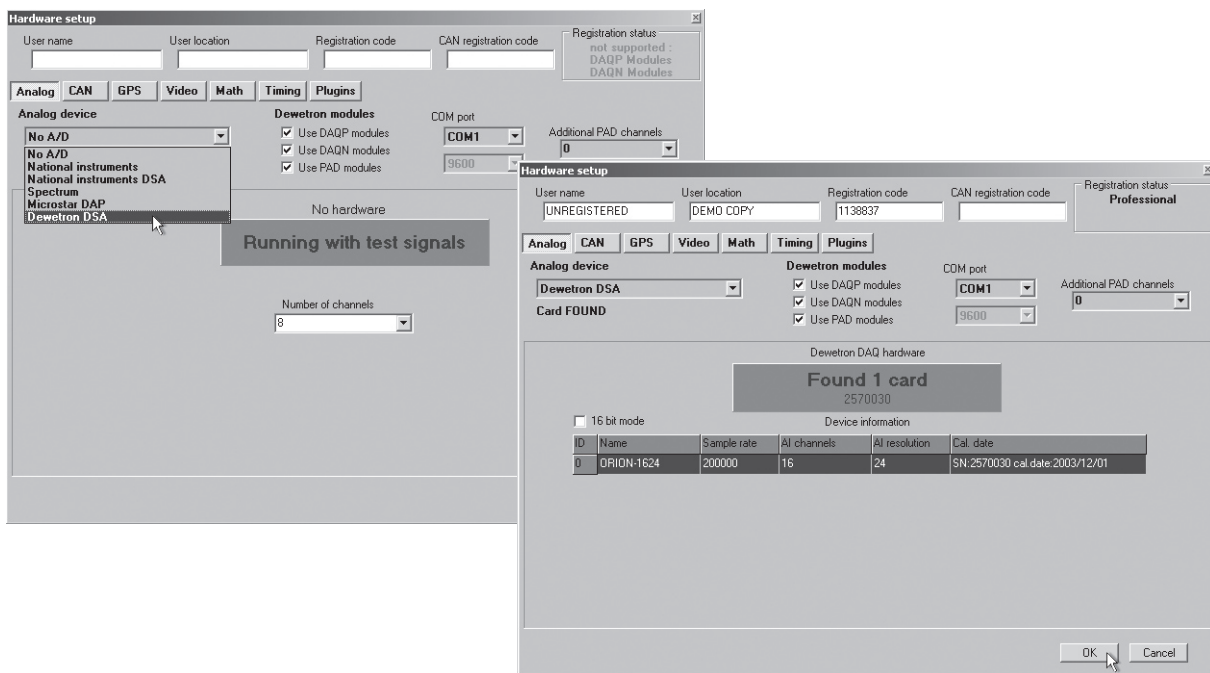 Hardware setup
User name User location Registration code CAN registration code Registration status
not supported :
DAQP Modules
DAQN Modules
Analog CAN GPS Video Math Timing Plugins
Analog device Dewetron modules COM port
No A/D Use DAQP modules COM1 Additional PAD channels
No A/D Use DAQN modules 0
National instruments Use PAD modules 9600
National instruments DSA
Spectrum
Microstar DAP
Dewetron DSA
No hardware
Running with test signals
Number of channels
8
Hardware setup
User name User location Registration code CAN registration code Registration status
UNREGISTERED DEMO COPY 1138837 Professional
Analog CAN GPS Video Math Timing Plugins
Analog device Dewetron modules COM port
Dewetron DSA Use DAQP modules COM1 Additional PAD channels
Card FOUND Use DAQN modules 0
Use PAD modules 9600
Dewetron DAQ hardware
Found 1 card
2570030
16 bit mode Device information
ID Name Sample rate AI channels AI resolution Cal. date
0 ORION-1624 200000 16 24 SN:2570030 cal.date:2003/12/01
OK Cancel